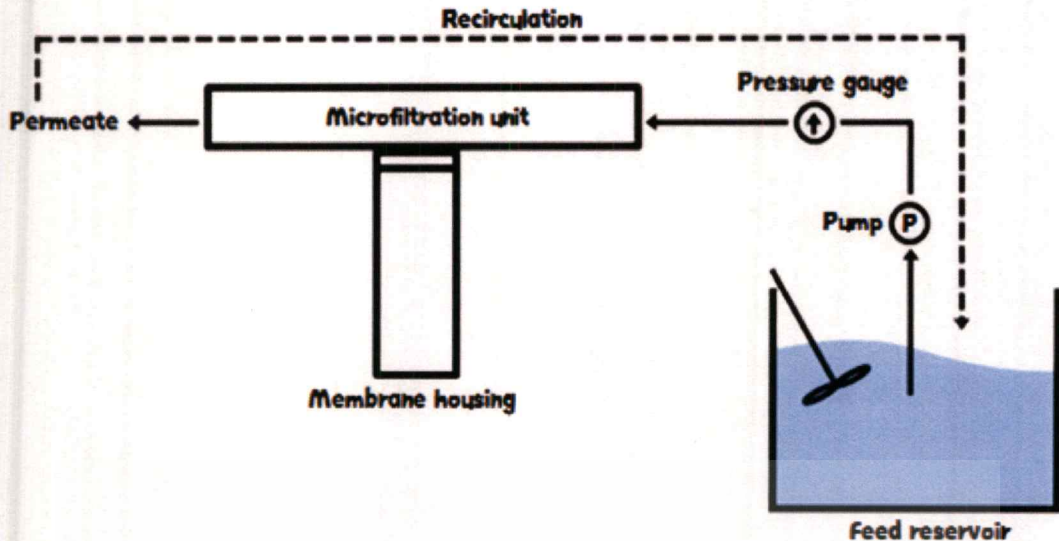 Recirculation
Pressure gauge
Permeate
Microfiltration unit
Pump
P
Membrane housing
Feed reservoir